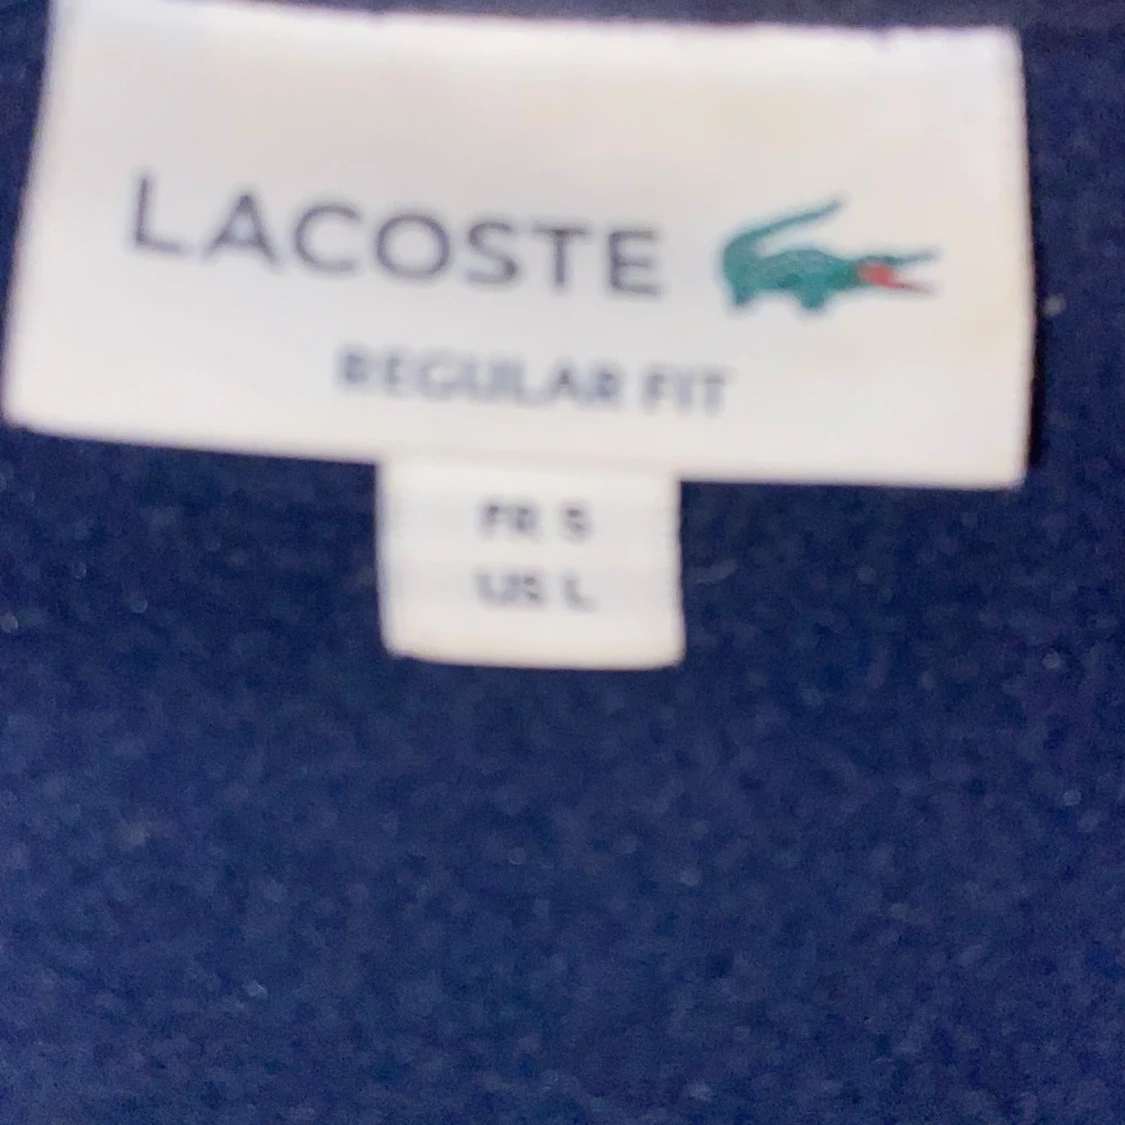 LACOSTE
REGULAR FIT
FR 5
US L